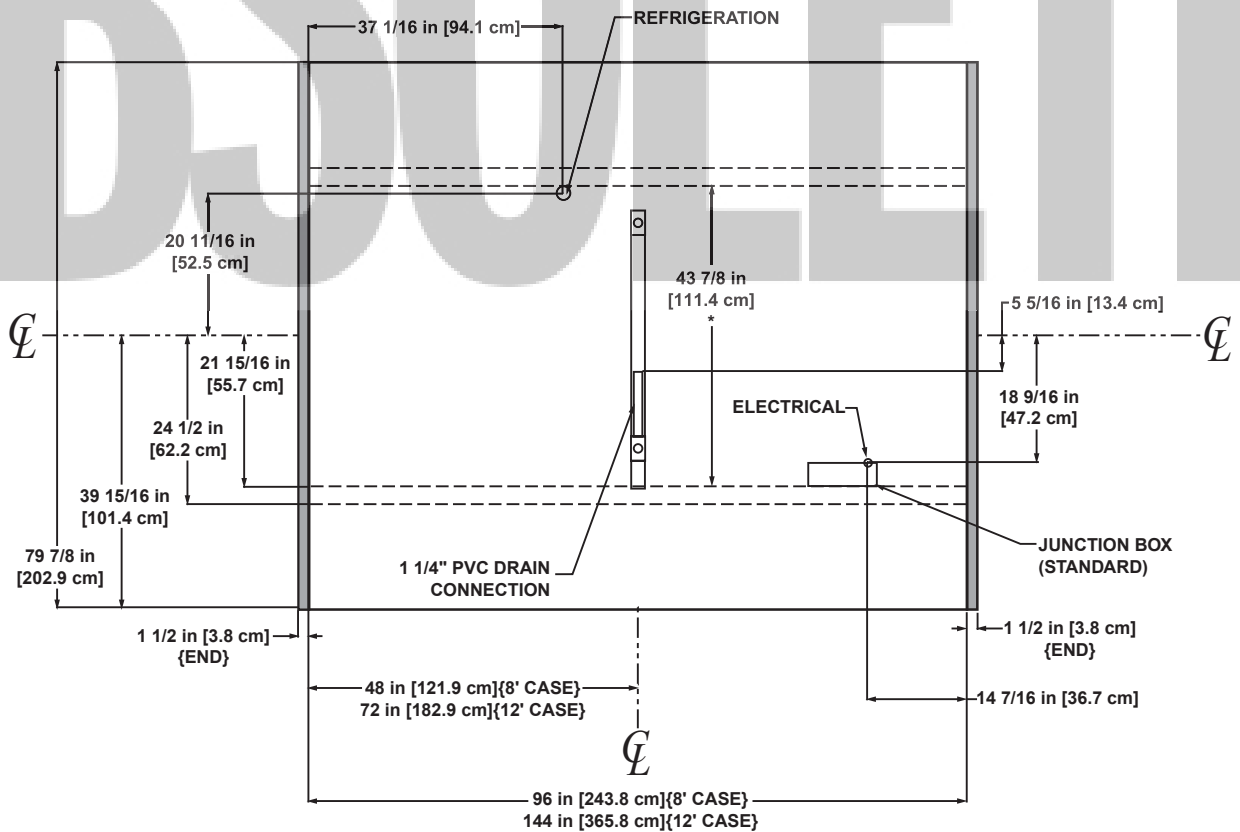 DSOLET
37 1/16 in [94.1 cm]
REFRIGERATION
20 11/16 in
[52.5 cm]
43 7/8 in
[111.4 cm]
*
5 5/16 in [13.4 cm]
CL
CL
21 15/16 in
[55.7 cm]
18 9/16 in
[47.2 cm]
ELECTRICAL
24 1/2 in
[62.2 cm]
39 15/16 in
[101.4 cm]
79 7/8 in
[202.9 cm]
1 1/4" PVC DRAIN
CONNECTION
JUNCTION BOX
(STANDARD)
1 1/2 in [3.8 cm]
{END}
1 1/2 in [3.8 cm]
{END}
48 in [121.9 cm]{8' CASE}
72 in [182.9 cm]{12' CASE}
14 7/16 in [36.7 cm]
CL
96 in [243.8 cm]{8' CASE}
144 in [365.8 cm]{12' CASE}